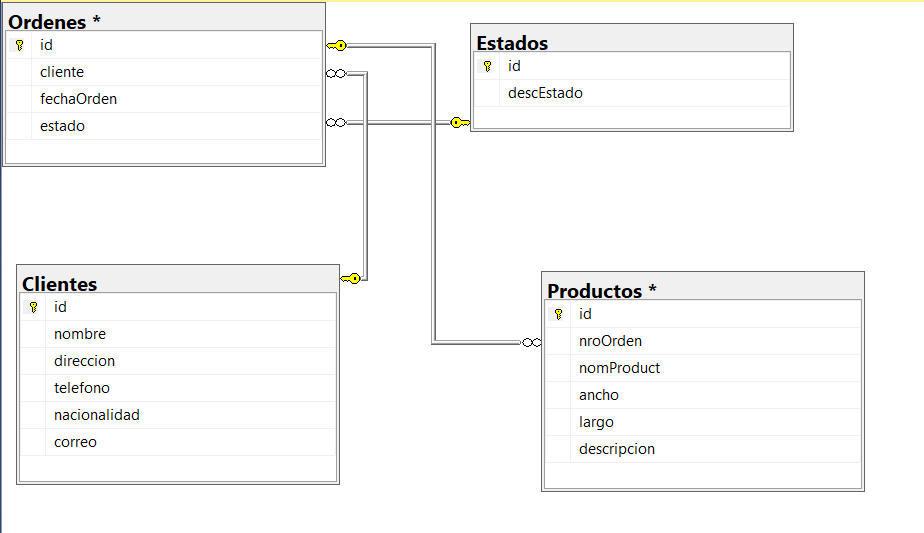 Ordenes *
id
cliente
fechaOrden
estado
Estados
id
descEstado
Clientes
id
nombre
direccion
telefono
nacionalidad
correo
Productos *
id
nroOrden
nomProduct
ancho
largo
descripcion